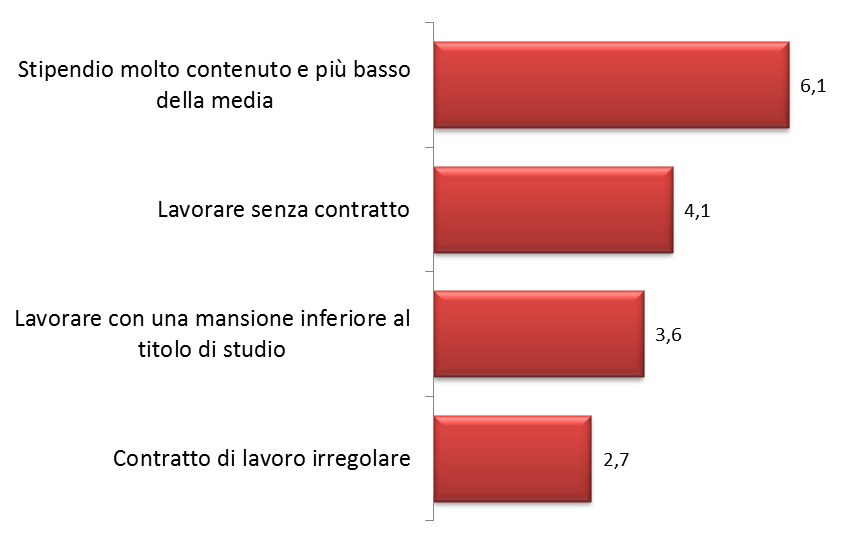 Stipendio molto contenuto e più basso
della media
6,1
Lavorare senza contratto
4,1
Lavorare con una mansione inferiore al
titolo di studio
3,6
Contratto di lavoro irregolare
2,7